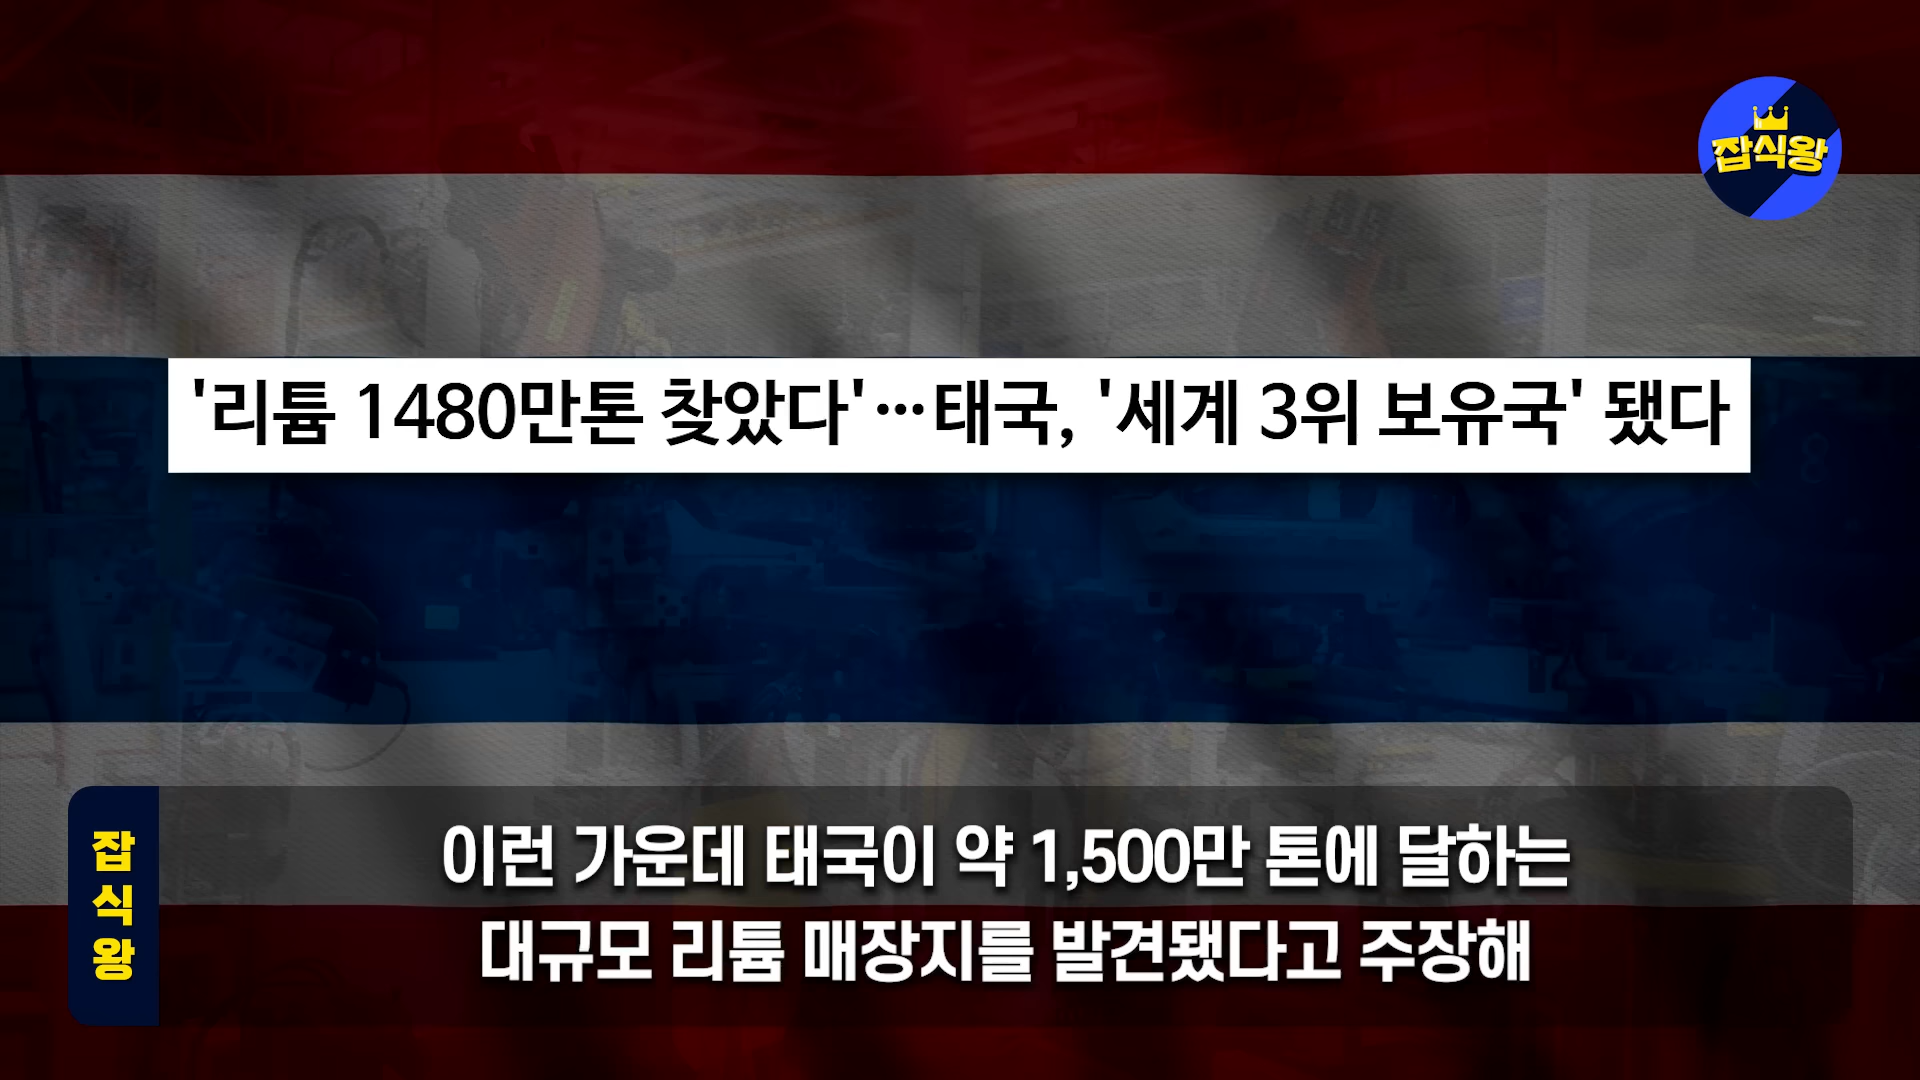 잡식왕
'리튬 1480만톤 찾았다'…태국, '세계 3위 보유국' 됐다
잡식왕
이런 가운데 태국이 약 1,500만 톤에 달하는
대규모 리튬 매장지를 발견됐다고 주장해